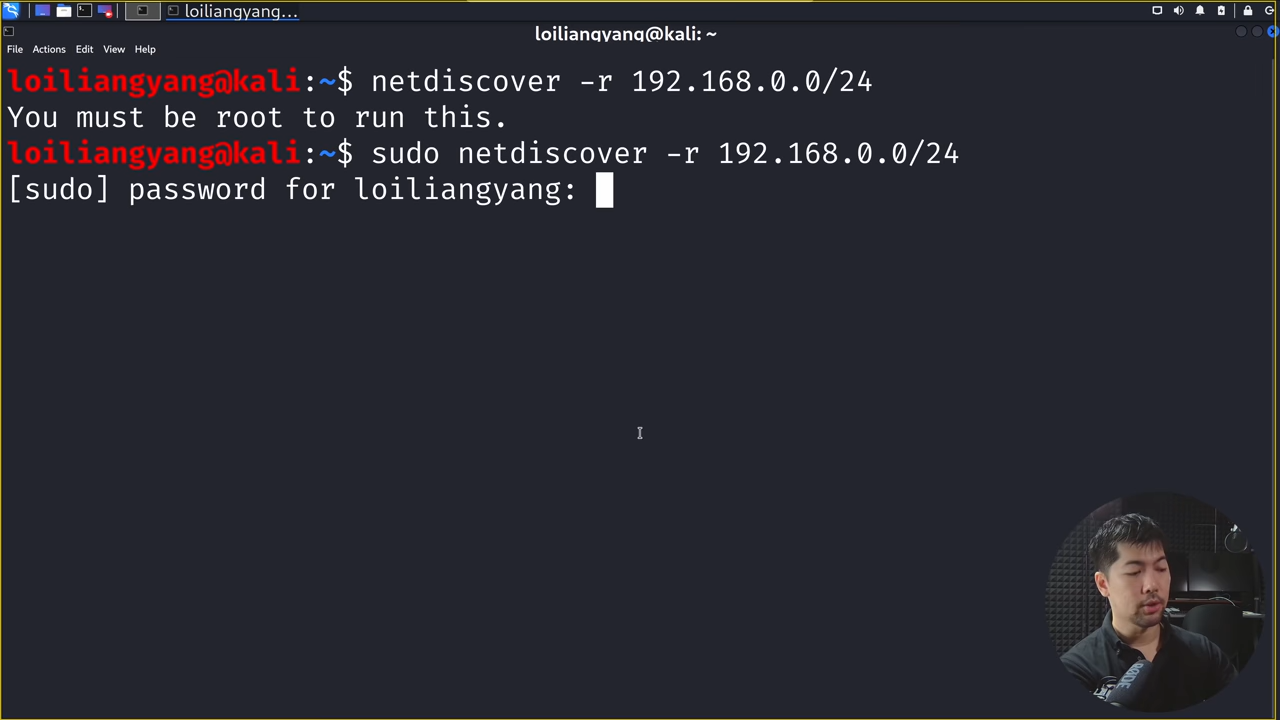 loiliangyang...
loiliangyang@kali: ~
File Actions Edit View Help
loiliangyang@kali:~$ netdiscover -r 192.168.0.0/24
You must be root to run this.
loiliangyang@kali:~$ sudo netdiscover -r 192.168.0.0/24
[sudo] password for loiliangyang:
RØDE